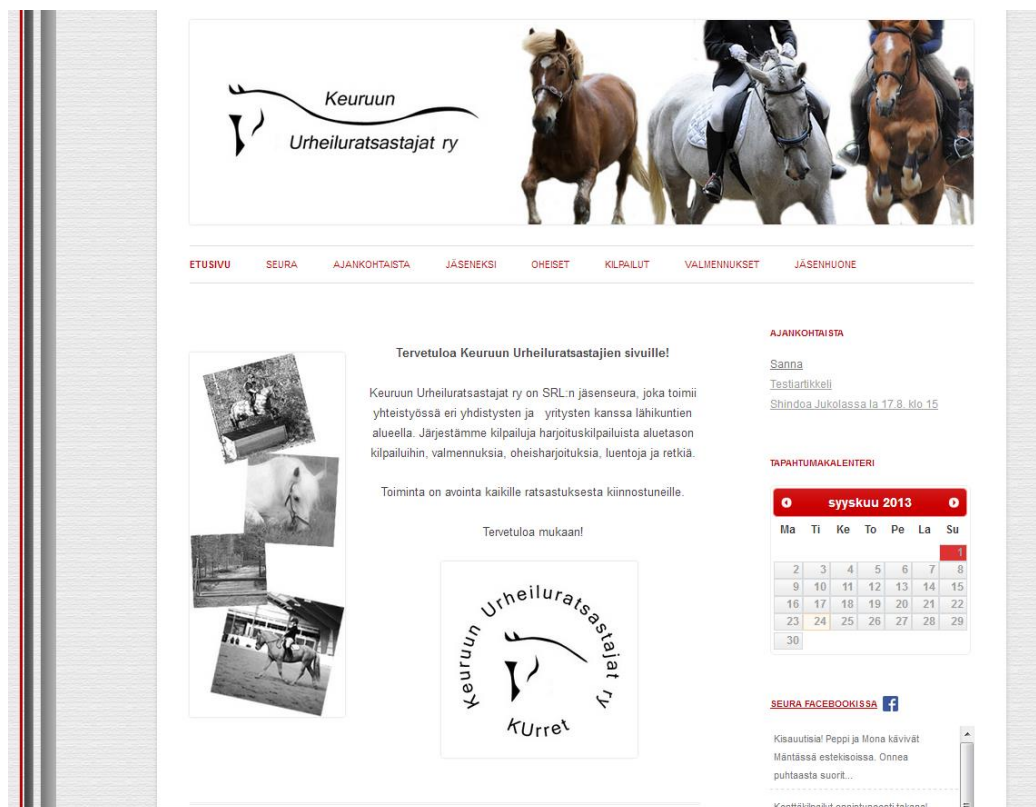 Keuruun
Urheiluratsastajat ry
ETUSIVU SEURA AJANKOHTAISTA JÄSENEKSI OHEISET KILPAILUT VALMENNUKSET JÄSENHUONE
Tervetuloa Keuruun Urheiluratsastajien sivuille!
Keuruun Urheiluratsastajat ry on SRL:n jäsenseura, joka toimii
yhteistyössä eri yhdistysten ja yritysten kanssa lähikuntien
alueella. Järjestämme kilpailuja harjoituskilpailuista aluetason
kilpailuihin, valmennuksia, oheisharjoituksia, luentoja ja retkiä.
Toiminta on avointa kaikille ratsastuksesta kiinnostuneille.
Tervetuloa mukaan!
Keuruun Urheiluratsastajat ry
KUrret
AJANKOHTAISTA
Sanna
Testiartikkeli
Shindoa Jukolassa la 17.8. klo 15
TAPAHTUMAKALENTERI
syyskuu 2013
Ma Ti Ke To Pe La Su
1
2 3 4 5 6 7 8
9 10 11 12 13 14 15
16 17 18 19 20 21 22
23 24 25 26 27 28 29
30
SEURA FACEBOOKISSA f
Kisauutisia! Peppi ja Mona kävivät
Mäntässä estekisoissa. Onnea
puhtaasta suorit...